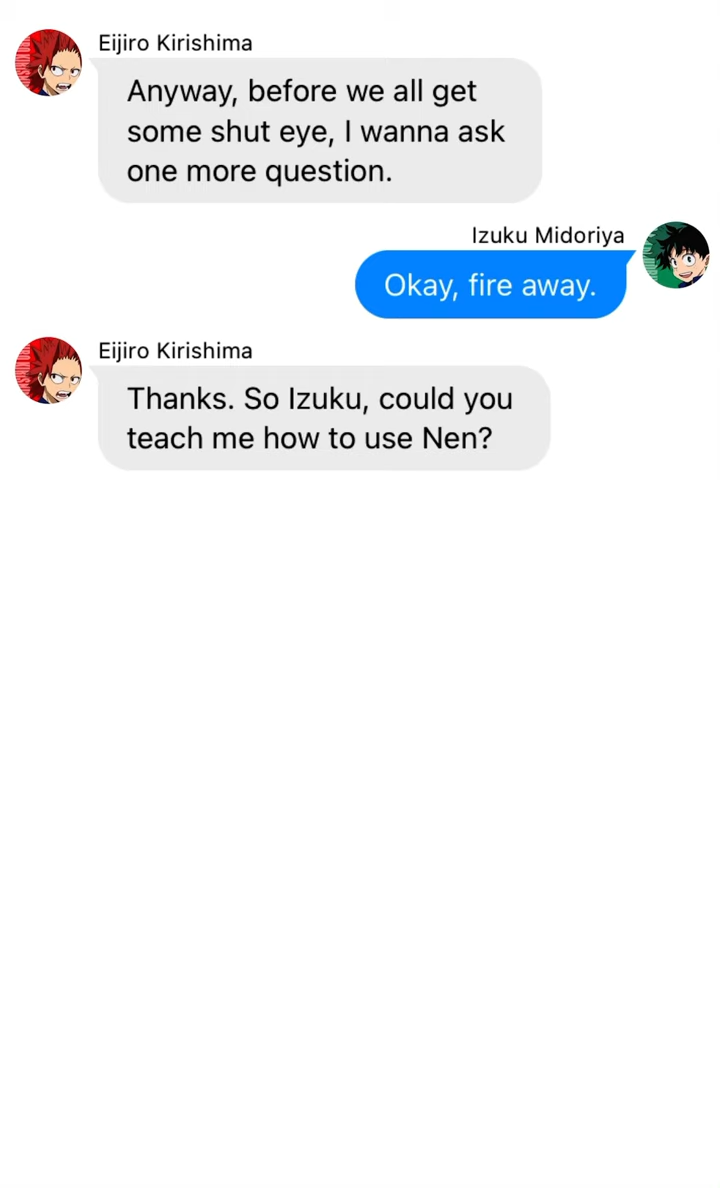 Eijiro Kirishima
Anyway, before we all get
some shut eye, I wanna ask
one more question.
Izuku Midoriya
Okay, fire away.
Eijiro Kirishima
Thanks. So Izuku, could you
teach me how to use Nen?